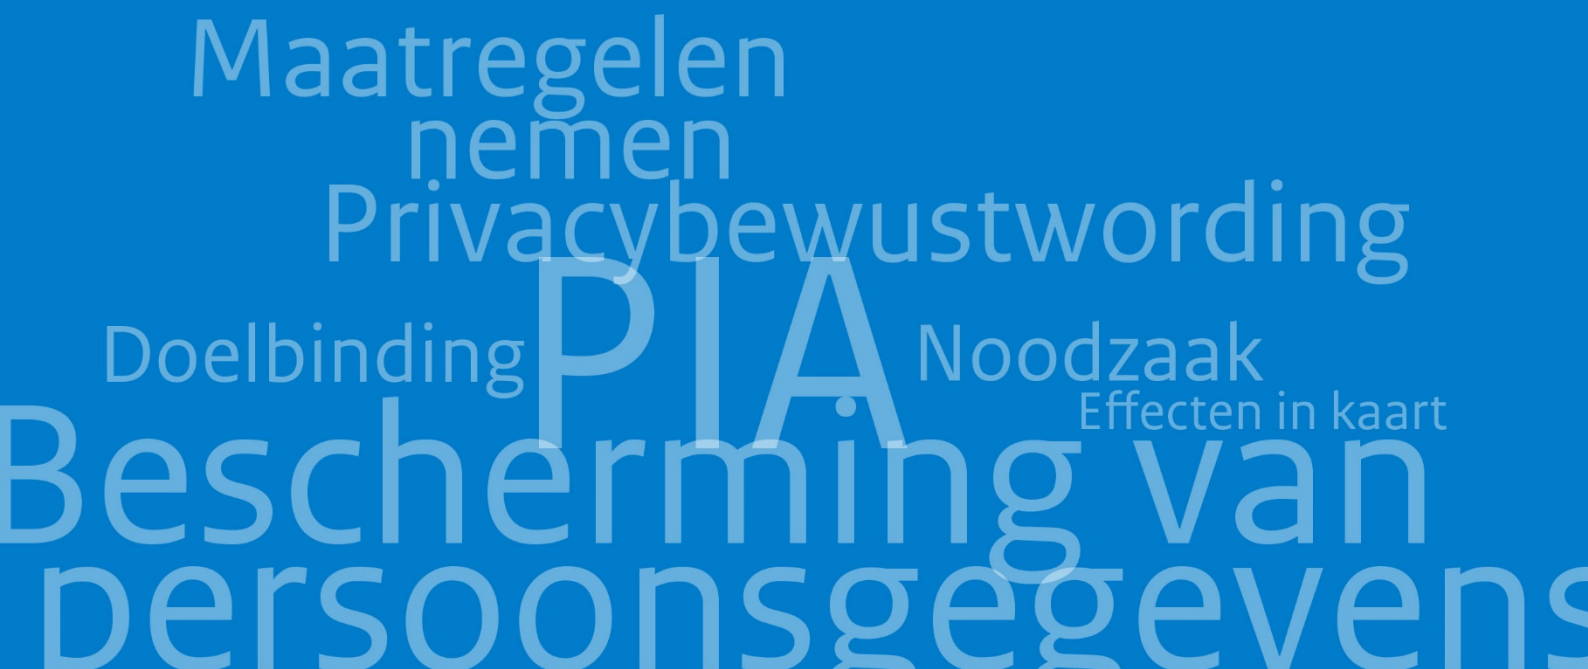 Maatregelen
nemen
Privacybewustwording
PIA
Doelbinding
Noodzaak
Effecten in kaart
Bescherming van
persoonsgegevens